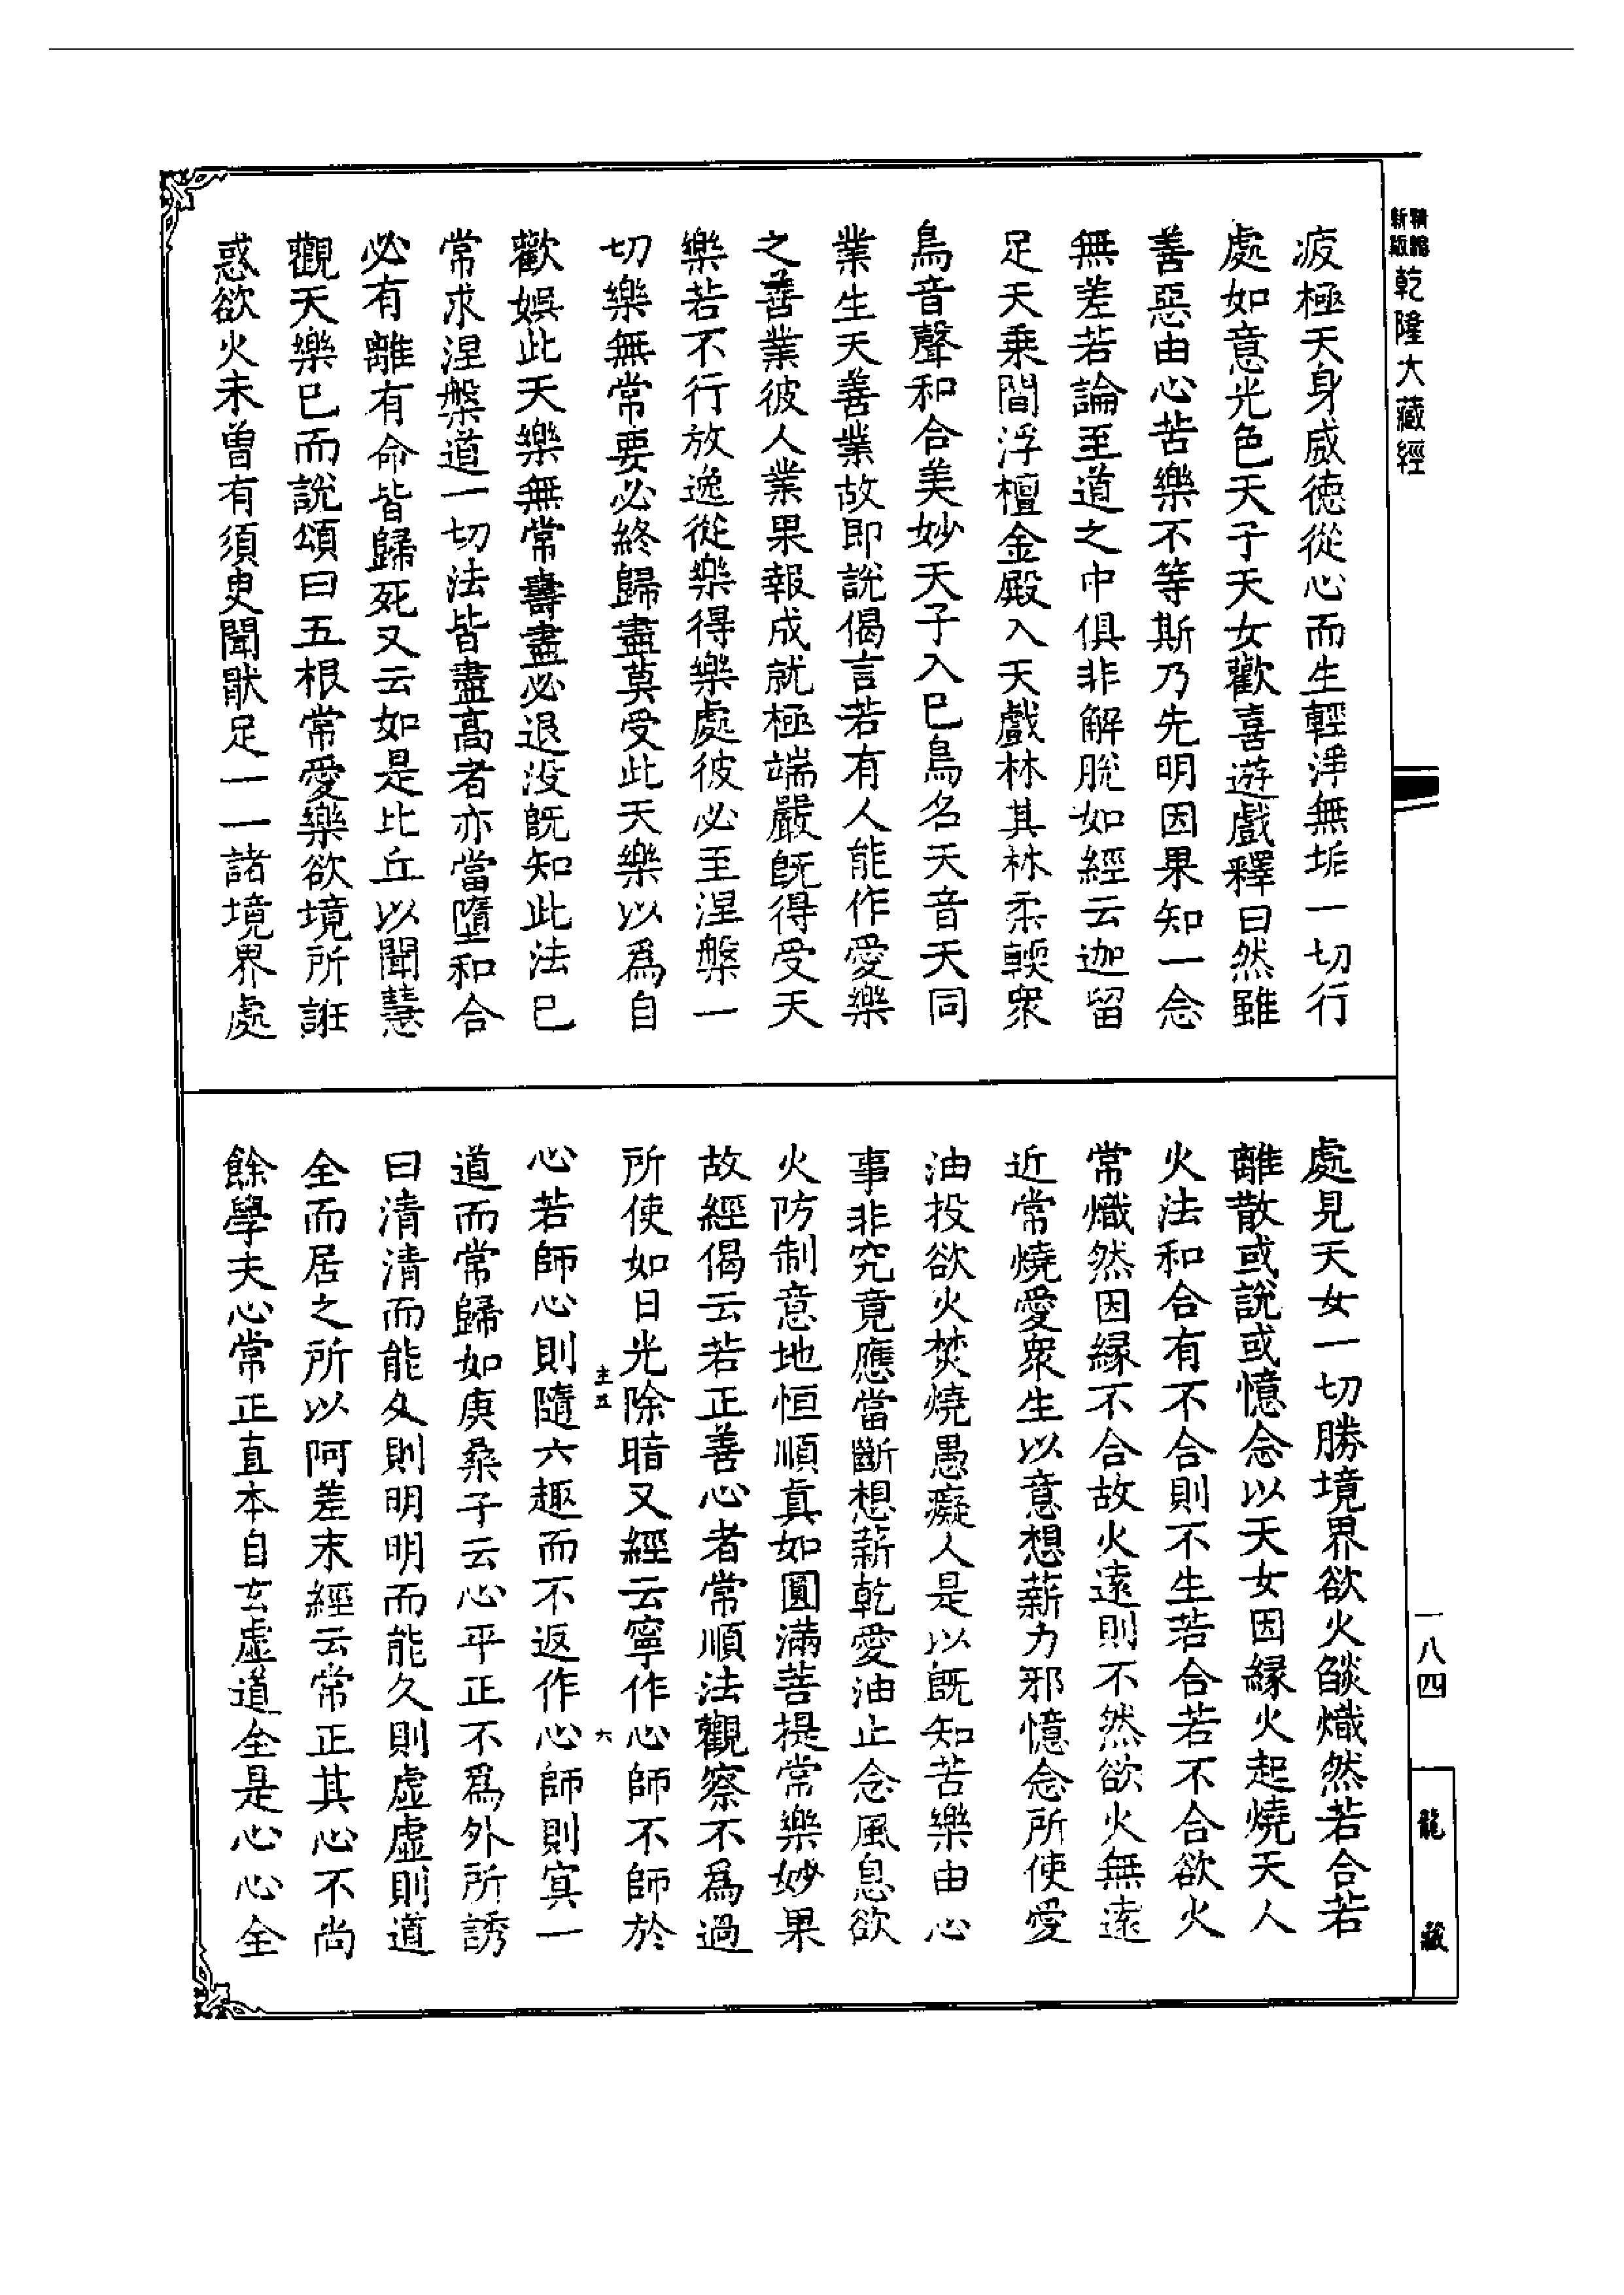 新編
精版
乾隆大藏經
疲極天身威德從心而生輕淨無垢一切行
處如意光色天子天女歡喜遊戲釋曰然雖
善惡由心苦樂不等斯乃先明因果知一念
無差若論至道之中俱非解脫如經云迦留
足天乘閻浮檀金殿入天戲林其林柔輭衆
鳥音聲和合美妙天子入已鳥名天音天同
業生天善業故即說偈言若有人能作愛樂
之善業彼人業果報成就極端嚴旣得受天
樂若不行放逸從樂得樂處彼必至涅槃一
切樂無常要必終歸盡莫受此天樂以爲自
歡娛此天樂無常壽盡必退没旣知此法已
常求涅槃道一切法皆盡高者亦當墮和合
必有離有命皆歸死又云如是比丘以聞慧
觀天樂已而說頌曰五根常愛樂欲境所誑
惑欲火未曾有須臾聞猒足一一諸境界處
處見天女一切勝境界欲火燄熾然若合若
離散或說或憶念以天女因緣火起燒天人
火法和合有不合則不生若合若不合欲火
常熾然因緣不合故火遠則不然欲火無遠
近常燒愛衆生以意想薪力邪憶念所使愛
油投欲火焚燒愚癡人是以旣知苦樂由心
事非究竟應當斷想薪乾愛油止念風息欲
火防制意地恒順真如圓滿菩提常樂妙果
故經偈云若正善心者常順法觀察不爲過
所使如日光除暗又經云寧作心師不師於
主五
六
心若師心則隨六趣而不返作心師則寞一
道而常歸如庚桑子云心平正不爲外所誘
曰清清而能久則明明而能久則虛虛則道
全而居之所以阿差末經云常正其心不尚
餘學夫心常正直本自玄虛道全是心心全
一八四
龍藏